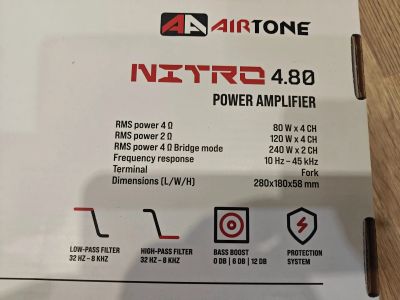 AIRTONE
NITRO 4.80
POWER AMPLIFIER
RMS power 4 Ω 80 W x 4 CH
RMS power 2 Ω 120 W x 4 CH
RMS power 4 Ω Bridge mode 240 W x 2 CH
Frequency response 10 Hz – 45 kHz
Terminal Fork
Dimensions (L/W/H) 280x180x58 mm
LOW-PASS FILTER
32 HZ – 8 KHZ
HIGH-PASS FILTER
32 HZ – 8 KHZ
BASS BOOST
0 DB | 6 DB | 12 DB
PROTECTION
SYSTEM